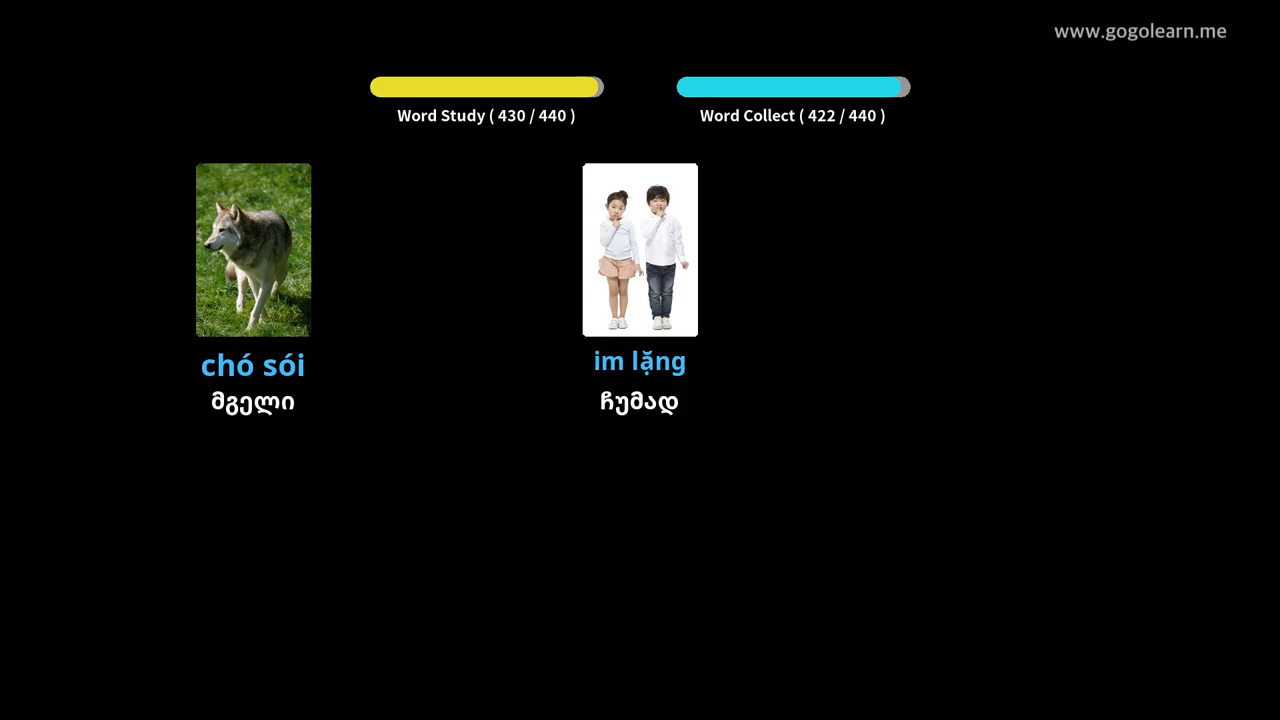 www.gogolearn.me
Word Study ( 430 / 440 )
Word Collect ( 422 / 440 )
chó sói
მგელი
im lặng
ჩუმად